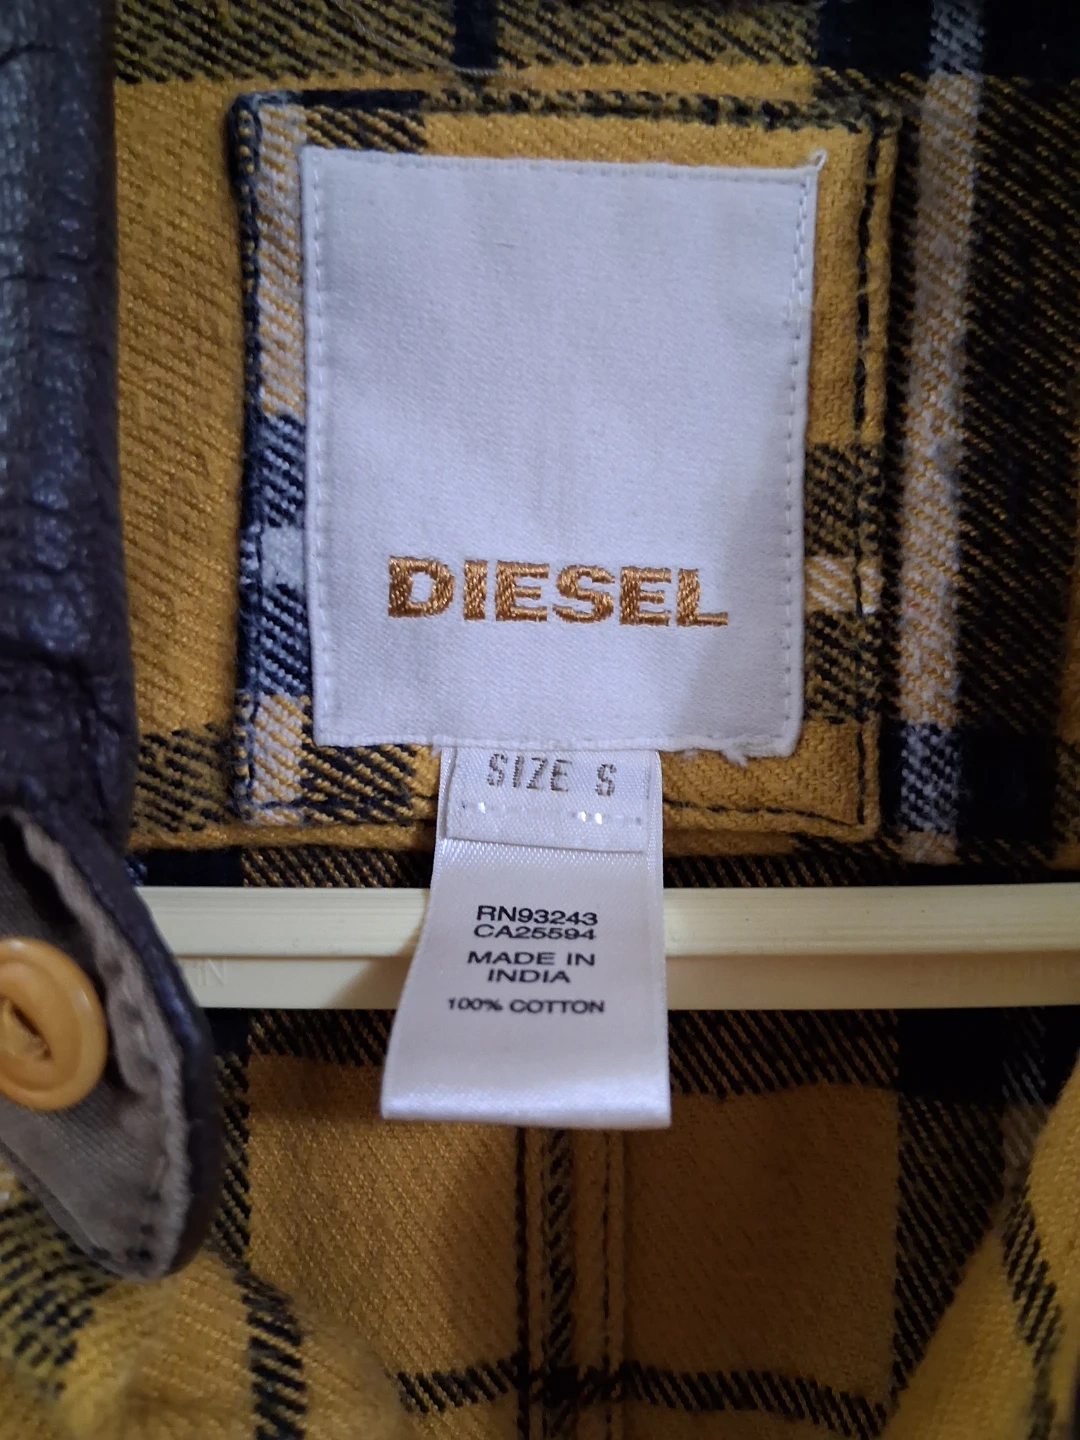 DIESEL
SIZE S
RN93243
CA25594
MADE IN
INDIA
100% COTTON